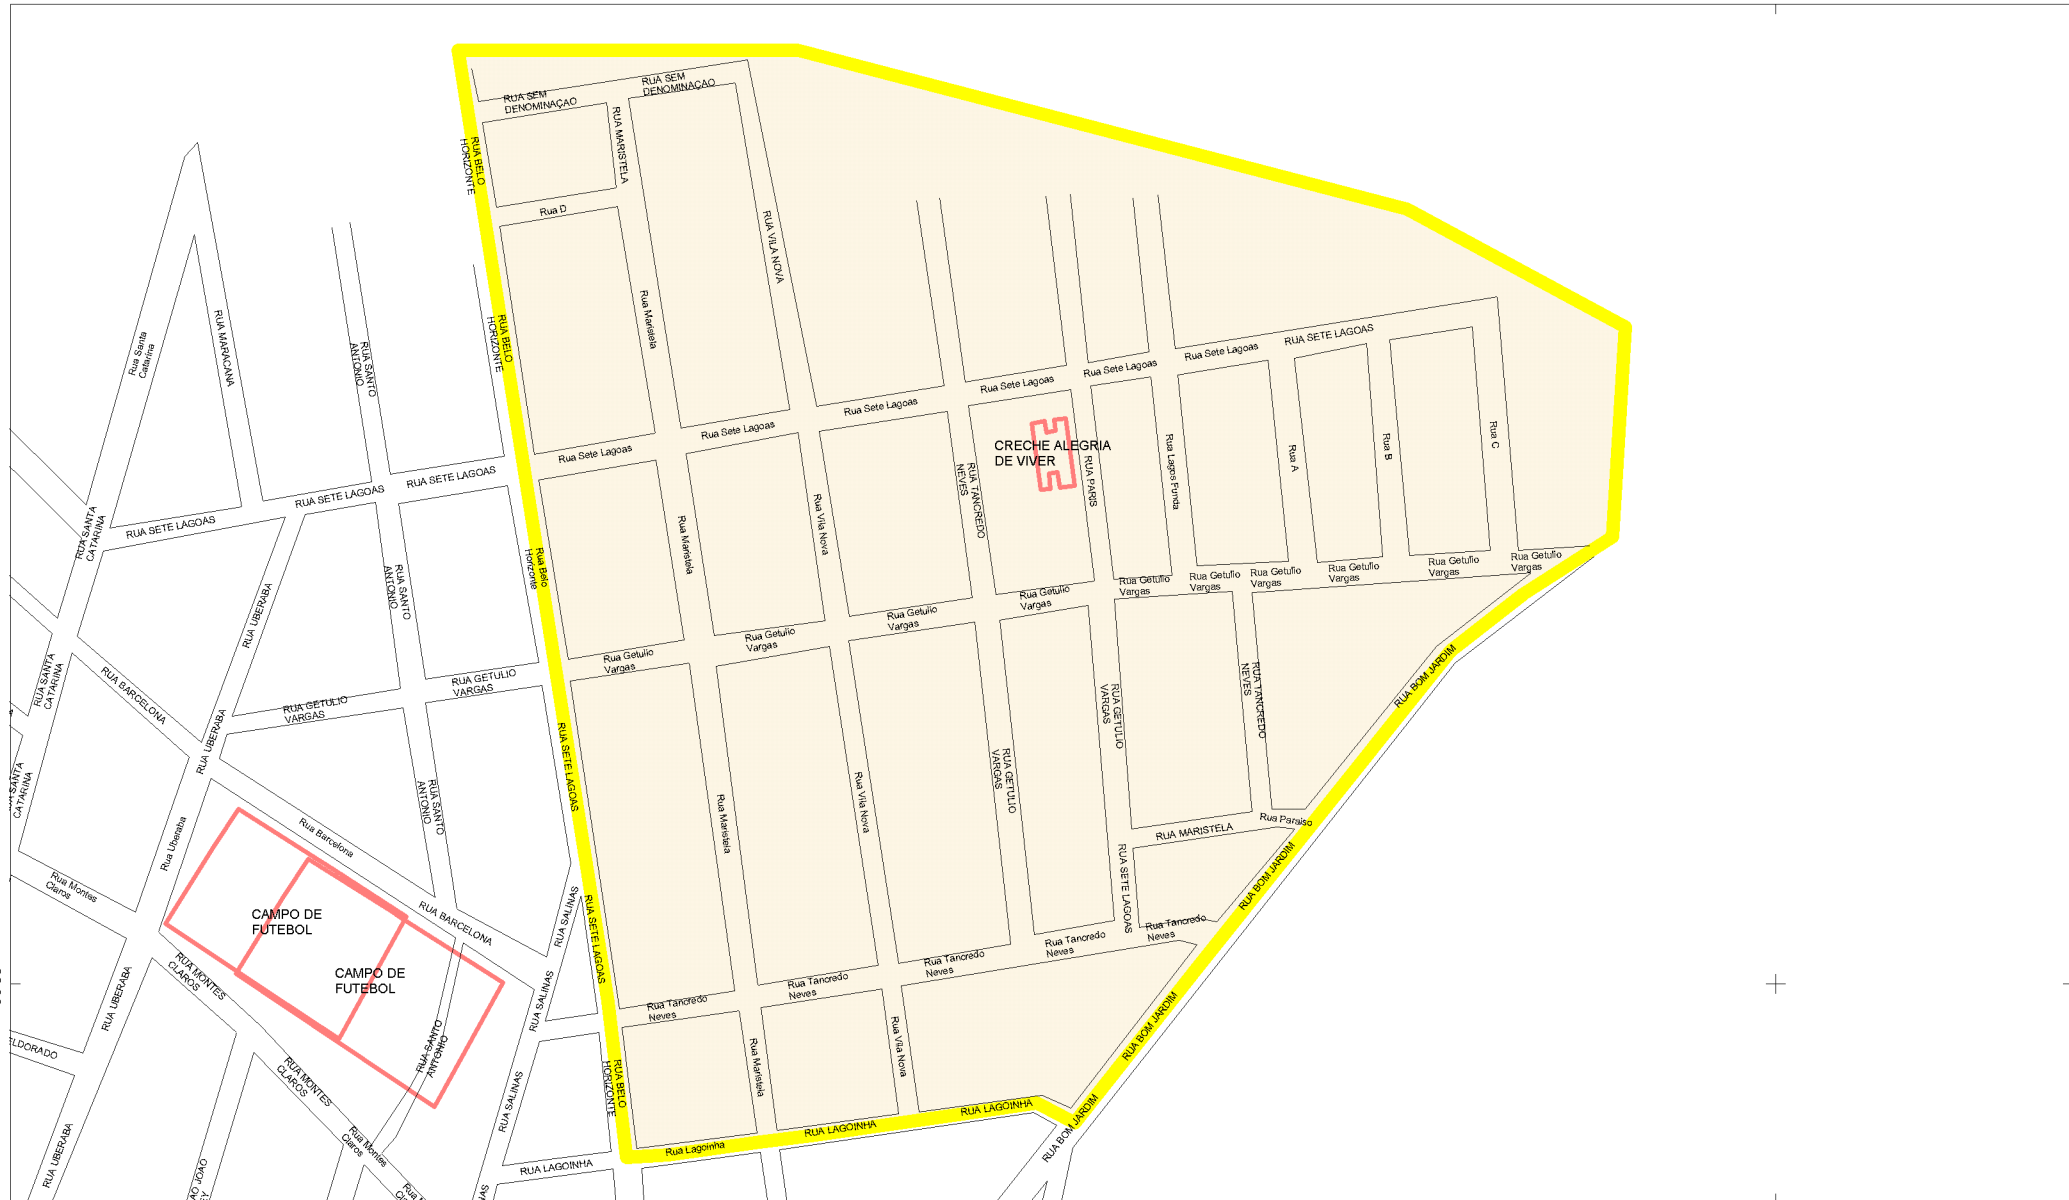 RUA SEM
DENOMINAÇAO
RUA SEM
DENOMINAÇAO
RUA MARISTELA
RUA BELO
HORIZONTE
Rua D
RUA VILA NOVA
Rua Santa
Catarina
RUA MARACANA
RUA SANTO
ANTONIO
RUA BELO
HORIZONTE
Rua Maristela
RUA SETE LAGOAS
Rua Sete Lagoas
Rua Sete Lagoas
Rua Sete Lagoas
Rua Sete Lagoas
Rua Sete Lagoas
Rua Sete Lagoas
RUA SETE LAGOAS
RUA SETE LAGOAS
RUA SETE LAGOAS
CRECHE ALEGRIA
DE VIVER
RUA TANCREDO
NEVES
RUA PARIS
Rua Lagoa Funda
Rua A
Rua B
Rua C
RUA SANTA
CATARINA
RUA UBERABA
RUA SANTO
ANTONIO
Rua Belo
Horizonte
Rua Maristela
Rua Vila Nova
Rua Getulio
Vargas
Rua Getulio
Vargas
Rua Getulio
Vargas
Rua Getulio
Vargas
Rua Getulio
Vargas
Rua Getulio
Vargas
Rua Getulio
Vargas
Rua Getulio
Vargas
Rua Getulio
Vargas
Rua Getulio
Vargas
RUA GETULIO
VARGAS
RUA GETULIO
VARGAS
RUA SANTA
CATARINA
RUA BARCELONA
RUA UBERABA
RUA SETE LAGOAS
RUA GETULIO
VARGAS
RUA GETULIO
VARGAS
RUA TANCREDO
NEVES
RUA BOM JARDIM
CATARINA
RUA SANTO
ANTONIO
Rua Maristela
Rua Vila Nova
Rua Uberaba
Rua Barcelona
RUA MARISTELA
Rua Paraiso
RUA SETE LAGOAS
RUA BOM JARDIM
Rua Montes
Claros
CAMPO DE
FUTEBOL
CAMPO DE
FUTEBOL
RUA BARCELONA
RUA SALINAS
RUA SETE LAGOAS
Rua Tancredo
Neves
Rua Tancredo
Neves
Rua Tancredo
Neves
Rua Tancredo
Neves
Rua Tancredo
Neves
RUA MONTES
CLAROS
RUA UBERABA
RUA SALINAS
RUA BOM JARDIM
ELDORADO
RUA SANTO
ANTONIO
RUA MONTES
CLAROS
RUA BELO
HORIZONTE
Rua Maristela
Rua Vila Nova
RUA SALINAS
RUA LAGOINHA
RUA LAGOINHA
Rua Lagoinha
RUA LAGOINHA
RUA BOM JARDIM
Rua Montes
Claros
RUA UBERABA